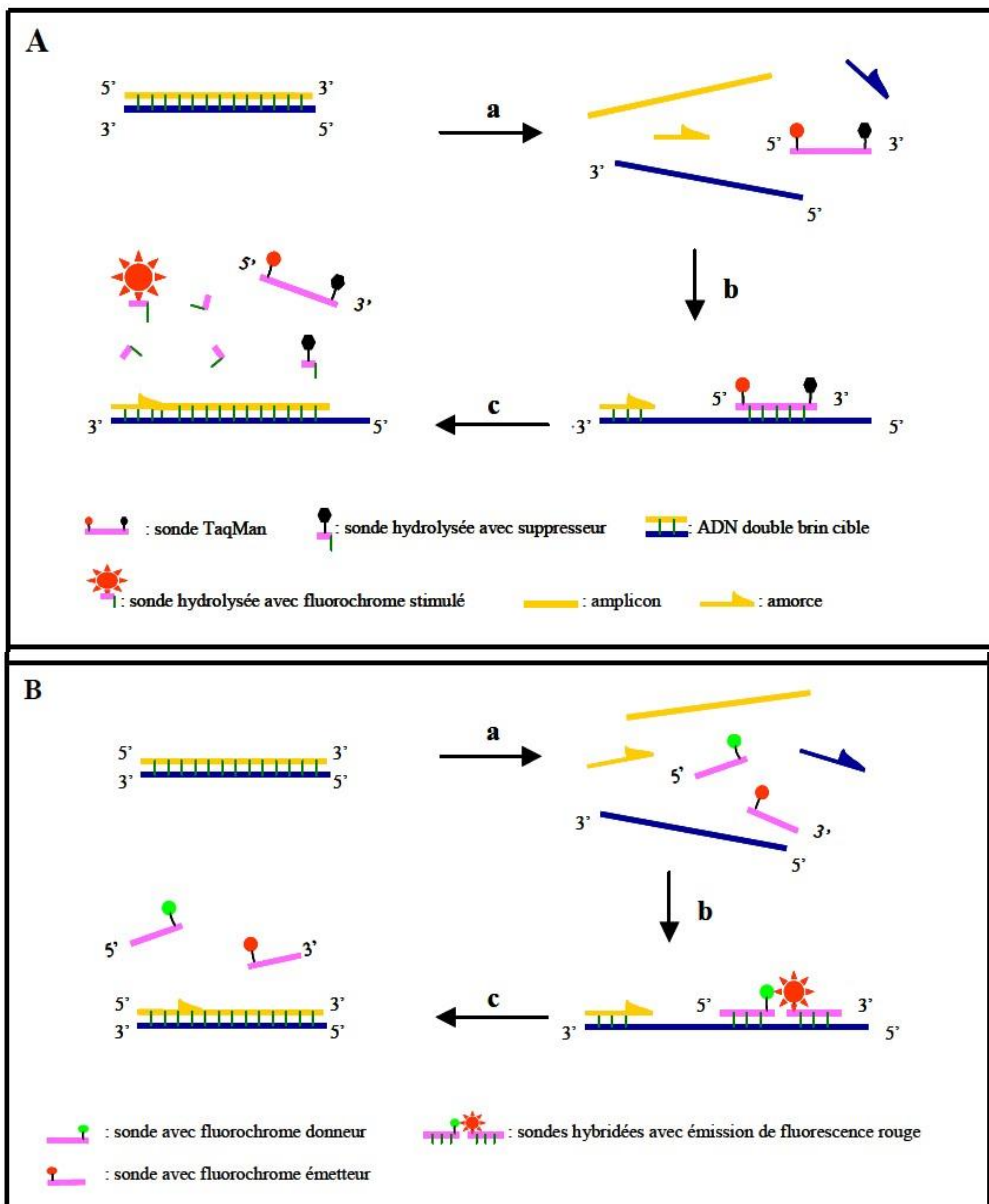 A
5’ 3’
3’ 5’
a
5’ 3’
3’
5’
b
5’ 3’
3’ 5’
c
5’
3’
3’ 5’
: sonde TaqMan
: sonde hydrolysée avec suppresseur
: ADN double brin cible
: sonde hydrolysée avec fluorochrome stimulé
: amplicon
: amorce
B
5’ 3’
3’ 5’
a
5’
3’
3’
5’
b
5’ 3’
3’ 5’
c
5’
3’
5’ 3’
3’ 5’
: sonde avec fluorochrome donneur
: sondes hybridées avec émission de fluorescence rouge
: sonde avec fluorochrome émetteur